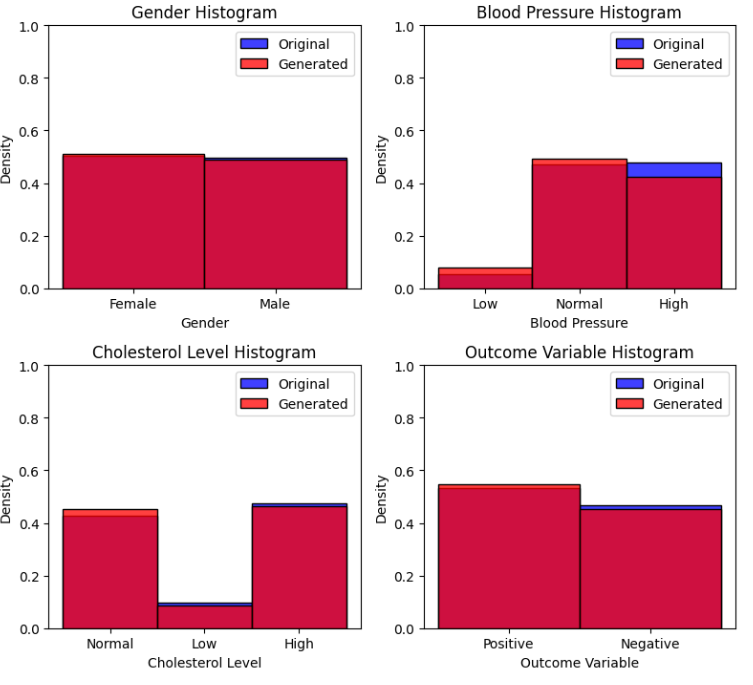 Gender Histogram
1.0
0.8
0.6
0.4
0.2
0.0
Density
Original
Generated
Female Male
Gender
Blood Pressure Histogram
1.0
0.8
0.6
0.4
0.2
0.0
Density
Original
Generated
Low Normal High
Blood Pressure
Cholesterol Level Histogram
1.0
0.8
0.6
0.4
0.2
0.0
Density
Original
Generated
Normal Low High
Cholesterol Level
Outcome Variable Histogram
1.0
0.8
0.6
0.4
0.2
0.0
Density
Original
Generated
Positive Negative
Outcome Variable